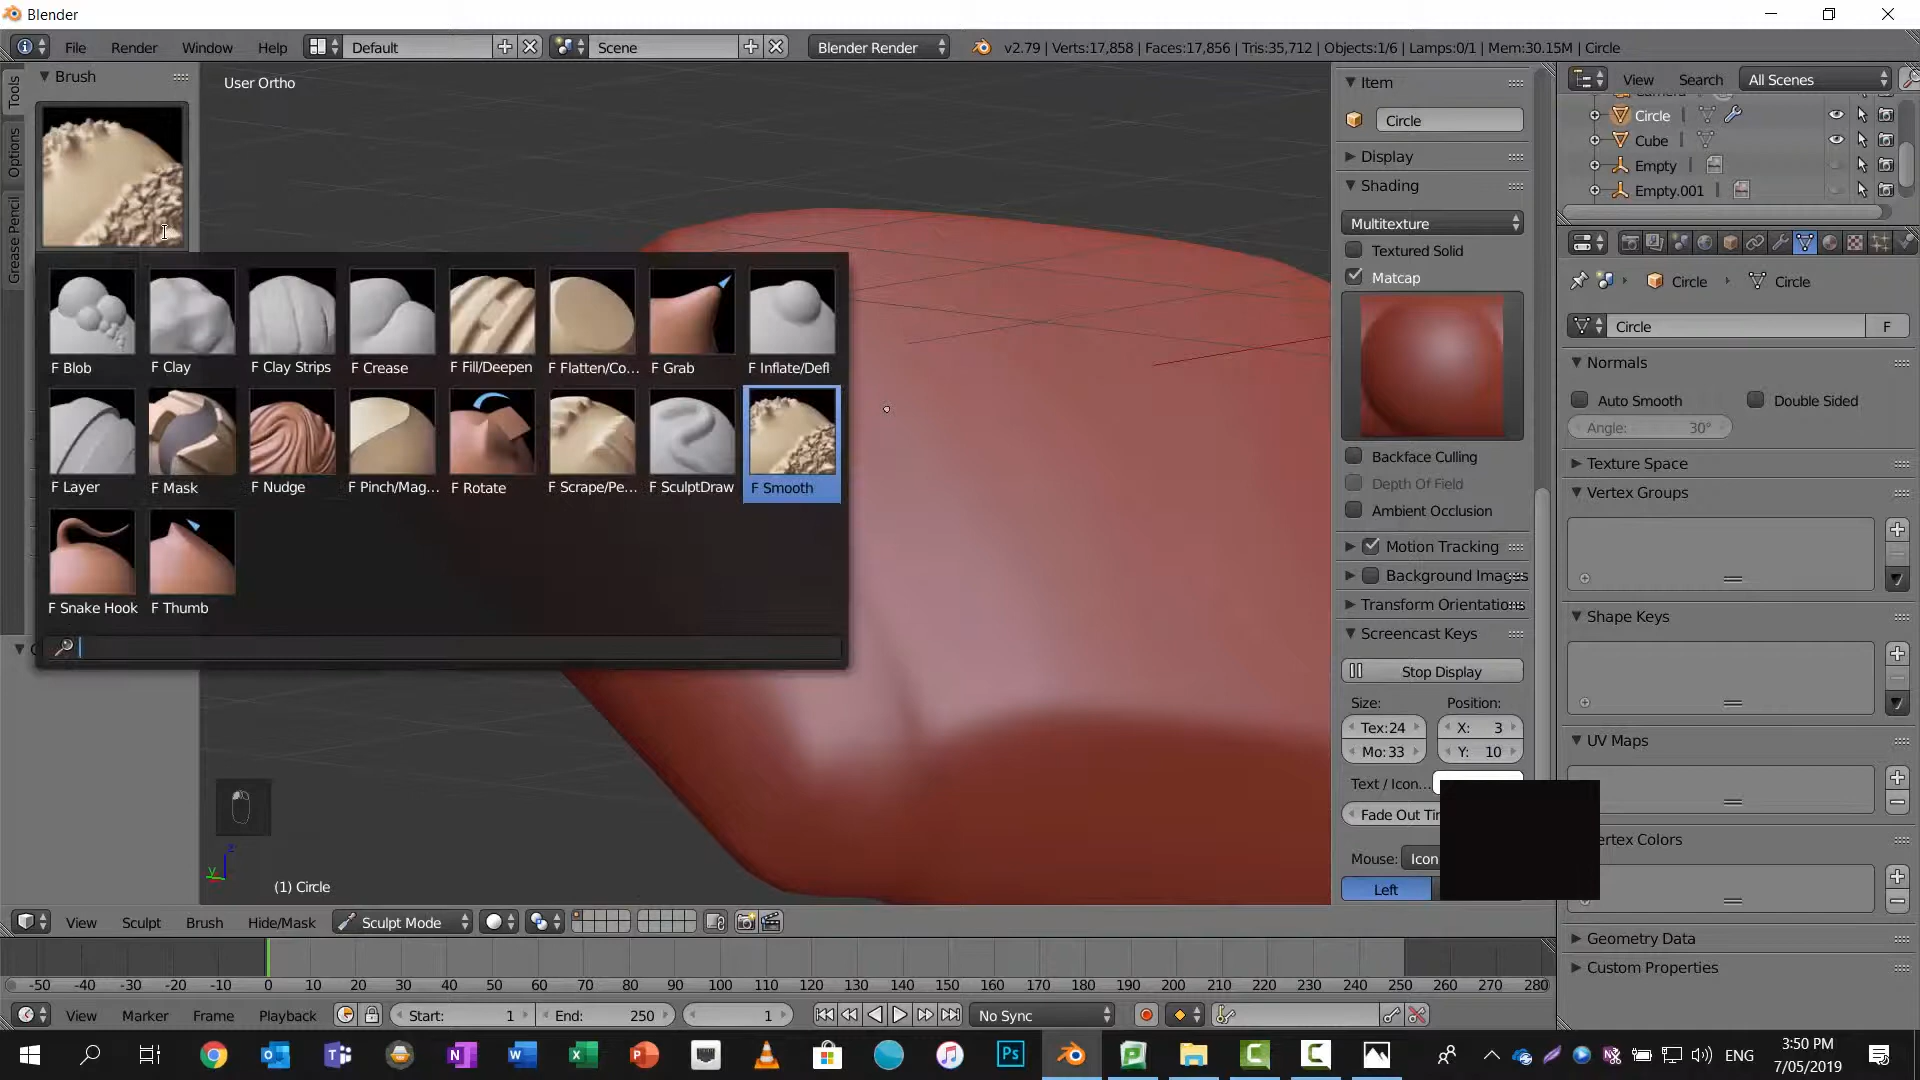 Blender
File Render Window Help Default Scene Blender Render v2.79 | Verts:17,858 | Faces:17,856 | Tris:35,712 | Objects:1/6 | Lamps:0/1 | Mem:30.15M | Circle
Tools
Options
Grease Pencil
Brush
User Ortho
F Blob F Clay F Clay Strips F Crease F Fill/Deepen F Flatten/Co... F Grab F Inflate/Defl
F Layer F Mask F Nudge F Pinch/Mag... F Rotate F Scrape/Pe... F SculptDraw F Smooth
F Snake Hook F Thumb
(1) Circle
Item
Circle
Display
Shading
Multitexture
Textured Solid
Matcap
Backface Culling
Depth Of Field
Ambient Occlusion
Motion Tracking
Background Images
Transform Orientations
Screencast Keys
Stop Display
Size: Position:
Tex:24 X: 3
Mo:33 Y: 10
Text / Icon...
Fade Out Tir
Mouse: Icon
Left
View Search All Scenes
Camera
Circle
Cube
Empty
Empty.001
Circle Circle
Circle F
Normals
Auto Smooth Double Sided
Angle: 30°
Texture Space
Vertex Groups
Shape Keys
UV Maps
ertex Colors
Geometry Data
Custom Properties
View Sculpt Brush Hide/Mask Sculpt Mode
-50 -40 -30 -20 -10 0 10 20 30 40 50 60 70 80 90 100 110 120 130 140 150 160 170 180 190 200 210 220 230 240 250 260 270 280
View Marker Frame Playback Start: 1 End: 250 1 No Sync
ENG
3:50 PM
7/05/2019